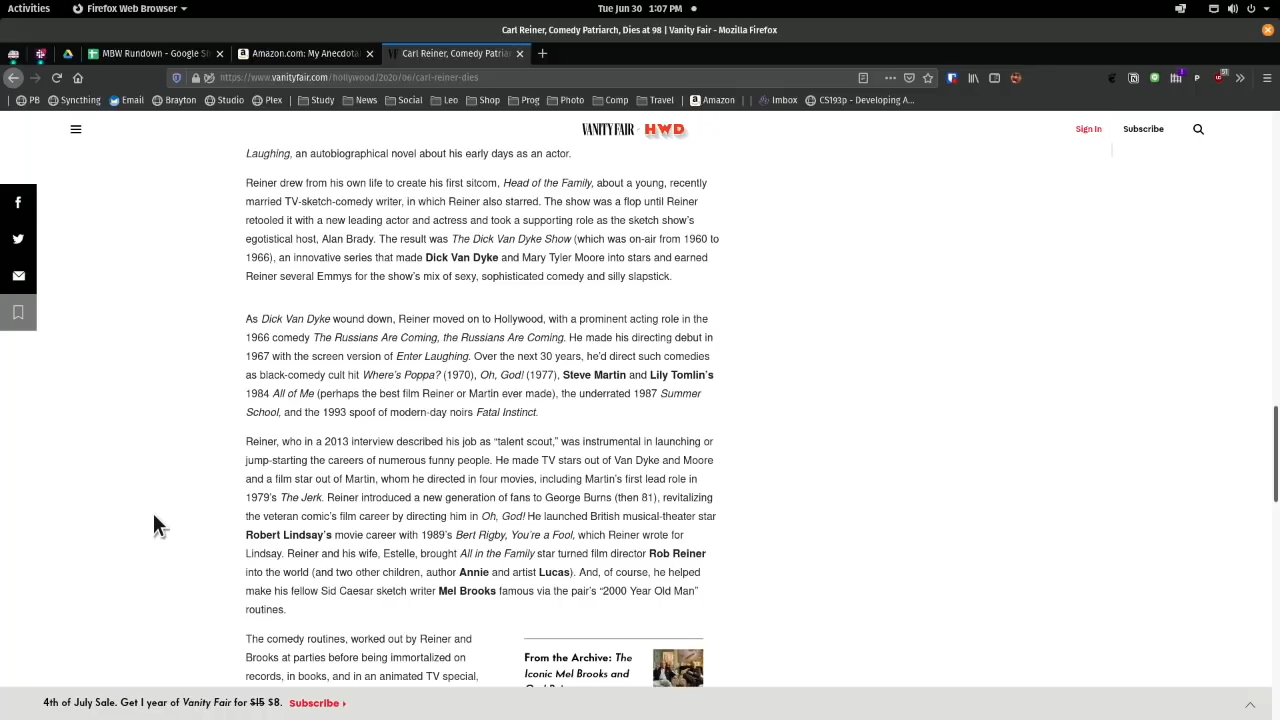 Activities
Firefox Web Browser
Tue Jun 30 1:07 PM
Carl Reiner, Comedy Patriarch, Dies at 98 | Vanity Fair - Mozilla Firefox
MBW Rundown - Google Sh
Amazon.com: My Anecdota
Carl Reiner, Comedy Patriar
https://www.vanityfair.com/hollywood/2020/06/carl-reiner-dies
PB Syncthing Email Brayton Studio Plex Study News Social Leo Shop Prog Photo Comp Travel Amazon Imbox CS193p - Developing A...
VANITY FAIR HWD
Sign In Subscribe
Laughing, an autobiographical novel about his early days as an actor.
Reiner drew from his own life to create his first sitcom, Head of the Family, about a young, recently
married TV-sketch-comedy writer, in which Reiner also starred. The show was a flop until Reiner
retooled it with a new leading actor and actress and took a supporting role as the sketch show's
egotistical host, Alan Brady. The result was The Dick Van Dyke Show (which was on-air from 1960 to
1966), an innovative series that made Dick Van Dyke and Mary Tyler Moore into stars and earned
Reiner several Emmys for the show's mix of sexy, sophisticated comedy and silly slapstick.
As Dick Van Dyke wound down, Reiner moved on to Hollywood, with a prominent acting role in the
1966 comedy The Russians Are Coming, the Russians Are Coming. He made his directing debut in
1967 with the screen version of Enter Laughing. Over the next 30 years, he'd direct such comedies
as black-comedy cult hit Where's Poppa? (1970), Oh, God! (1977), Steve Martin and Lily Tomlin's
1984 All of Me (perhaps the best film Reiner or Martin ever made), the underrated 1987 Summer
School, and the 1993 spoof of modern-day noirs Fatal Instinct.
Reiner, who in a 2013 interview described his job as “talent scout,” was instrumental in launching or
jump-starting the careers of numerous funny people. He made TV stars out of Van Dyke and Moore
and a film star out of Martin, whom he directed in four movies, including Martin's first lead role in
1979's The Jerk. Reiner introduced a new generation of fans to George Burns (then 81), revitalizing
the veteran comic's film career by directing him in Oh, God! He launched British musical-theater star
Robert Lindsay's movie career with 1989's Bert Rigby, You're a Fool, which Reiner wrote for
Lindsay. Reiner and his wife, Estelle, brought All in the Family star turned film director Rob Reiner
into the world (and two other children, author Annie and artist Lucas). And, of course, he helped
make his fellow Sid Caesar sketch writer Mel Brooks famous via the pair's “2000 Year Old Man”
routines.
The comedy routines, worked out by Reiner and
Brooks at parties before being immortalized on
records, in books, and in an animated TV special,
From the Archive: The
Iconic Mel Brooks and
4th of July Sale. Get 1 year of Vanity Fair for $15 $8. Subscribe